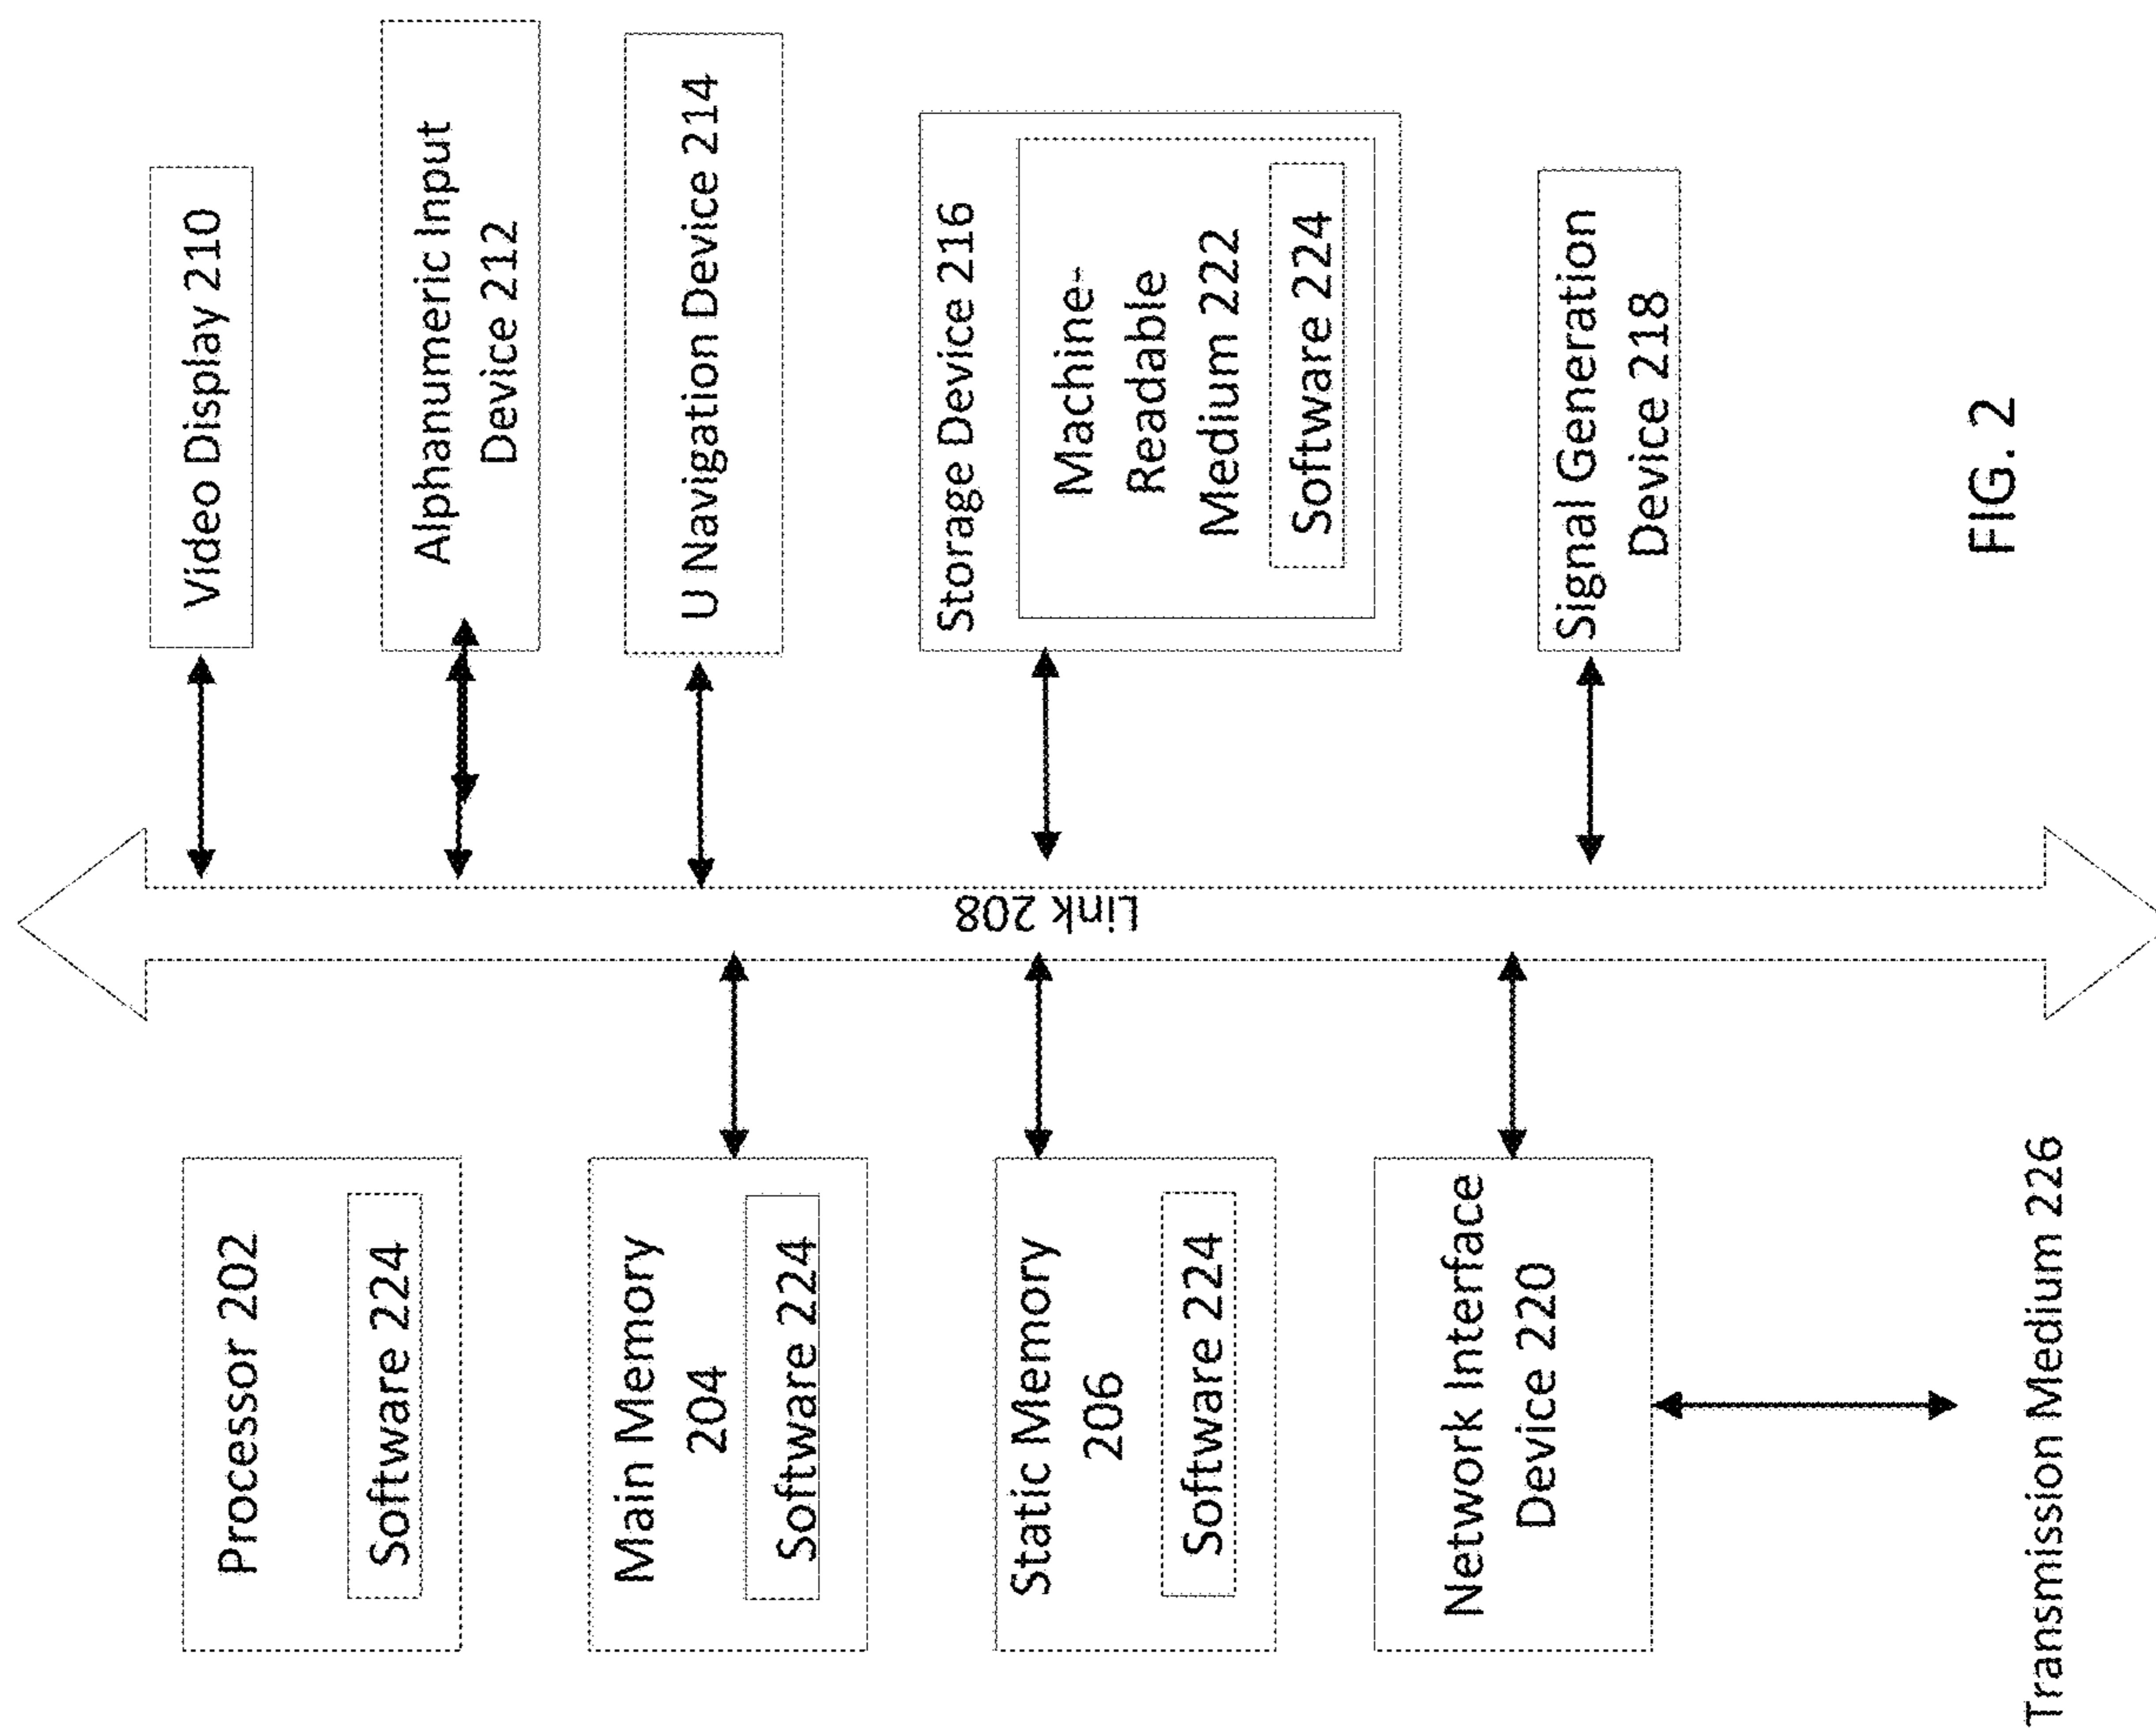 Processor 202
Software 224
Main Memory
204
Software 224
Static Memory
206
Software 224
Network Interface
Device 220
Transmission Medium 226
Link 208
Video Display 210
Alphanumeric Input
Device 212
U Navigation Device 214
Storage Device 216
Machine-
Readable
Medium 222
Software 224
Signal Generation
Device 218
FIG. 2